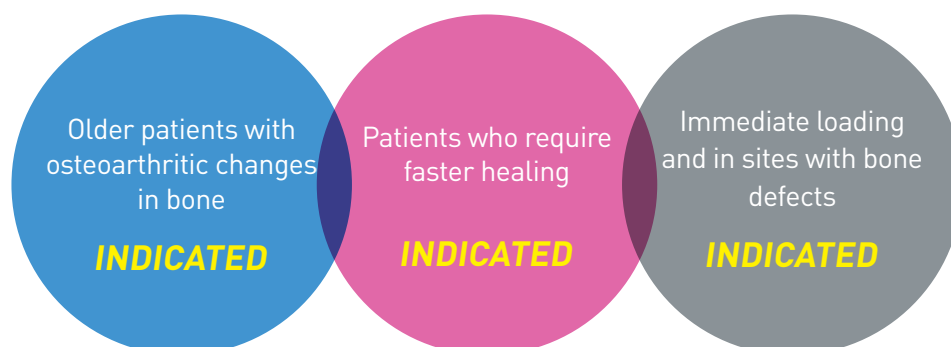 Older patients with
osteoarthritic changes
in bone
INDICATED
Patients who require
faster healing
INDICATED
Immediate loading
and in sites with bone
defects
INDICATED